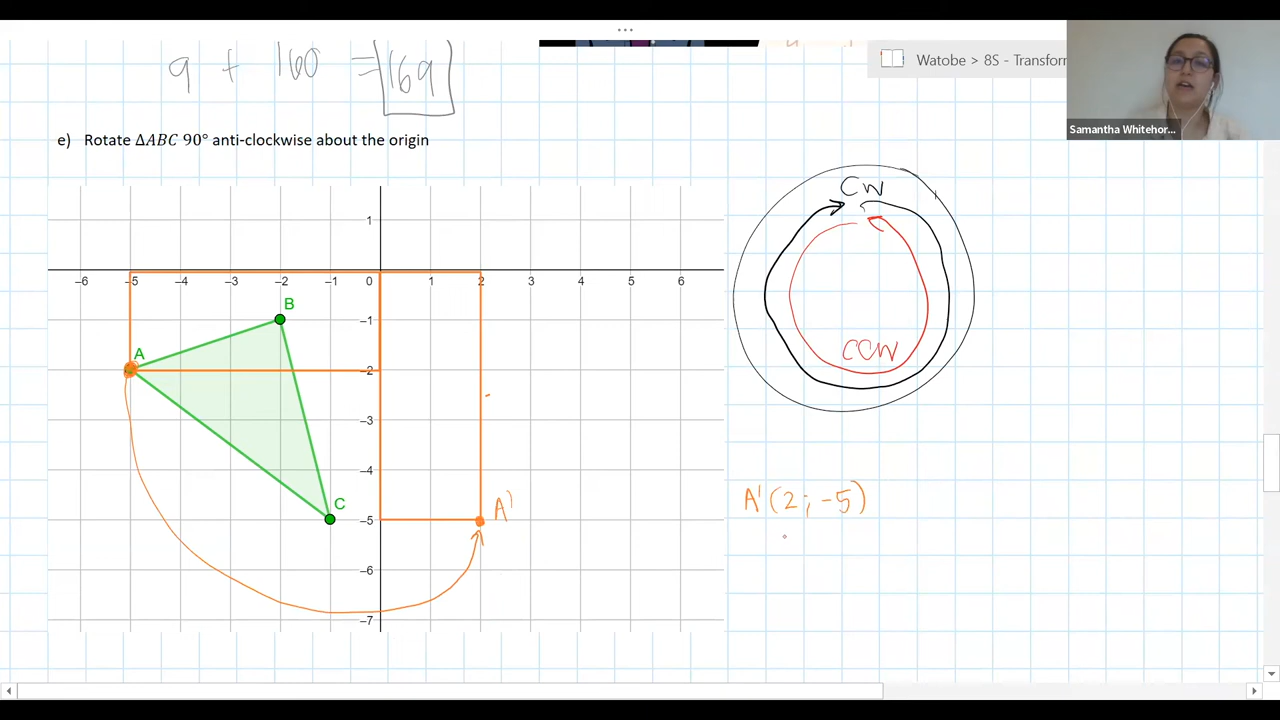 9 + 160 = 169
Watobe > 8S - Transform
Samantha Whitehor...
e) Rotate ΔABC 90° anti-clockwise about the origin
CW
CCW
1
-6 -5 -4 -3 -2 -1 0 1 2 3 4 5 6
B
-1
A
-2
-3
-4
C
-5
A'
-6
-7
A'(2; -5)